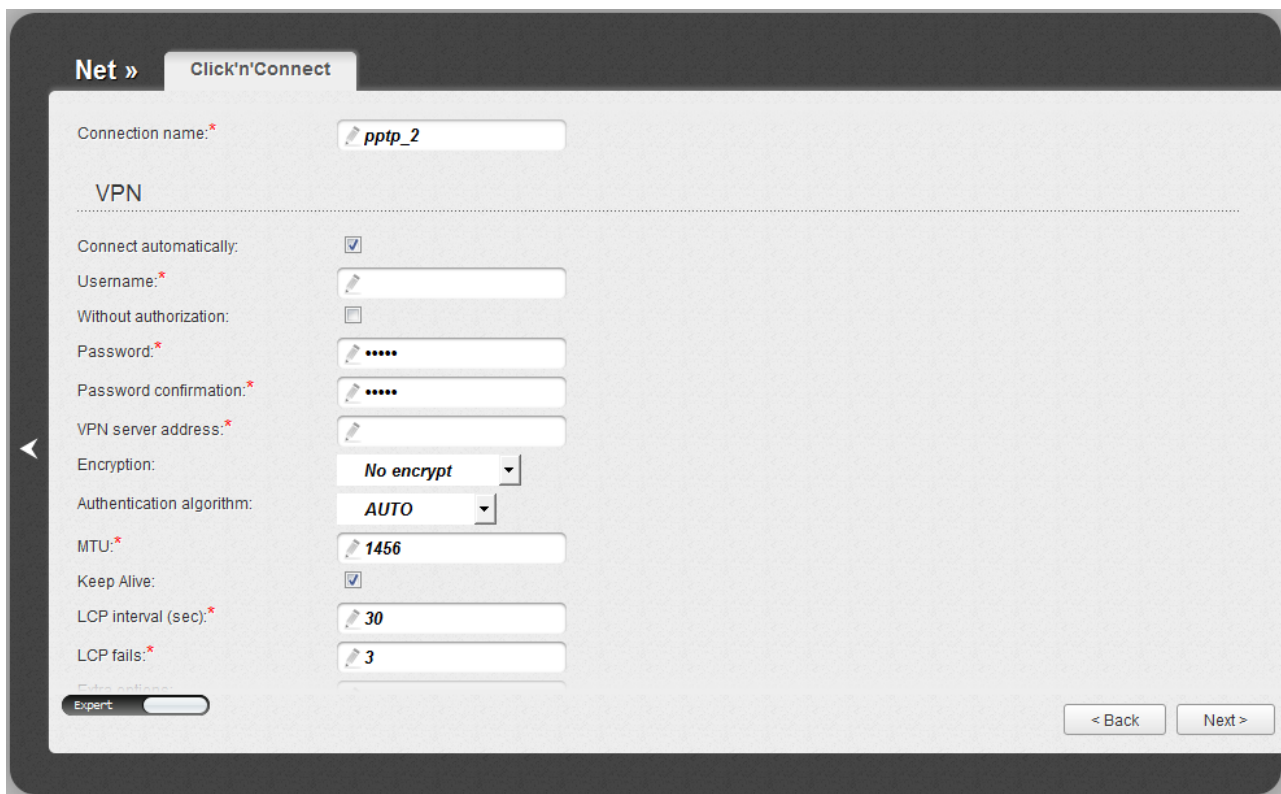 Net » Click'n'Connect
Connection name:* pptp_2
VPN
Connect automatically:
Username:*
Without authorization:
Password:* •••••
Password confirmation:* •••••
VPN server address:*
Encryption: No encrypt
Authentication algorithm: AUTO
MTU:* 1456
Keep Alive:
LCP interval (sec):* 30
LCP fails:* 3
Extra options:
Expert
< Back Next >